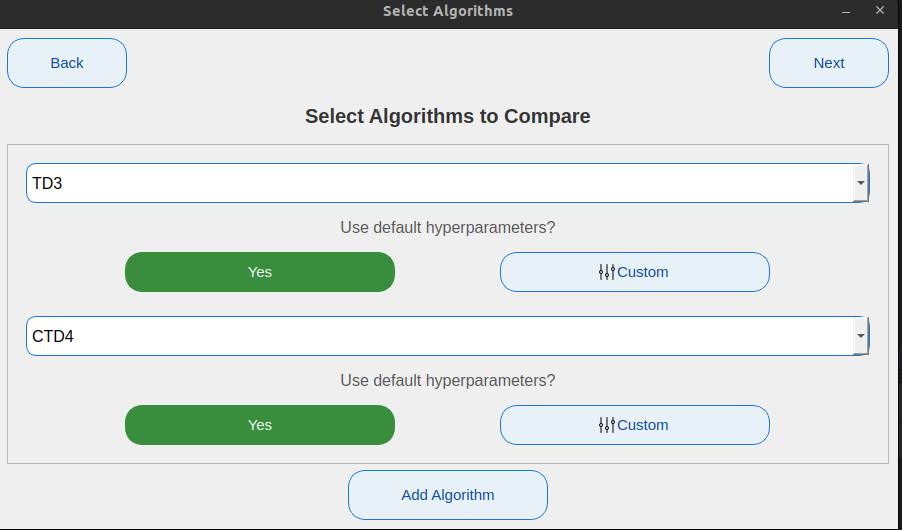 Select Algorithms
Back
Next
Select Algorithms to Compare
TD3
Use default hyperparameters?
Yes
Custom
CTD4
Use default hyperparameters?
Yes
Custom
Add Algorithm